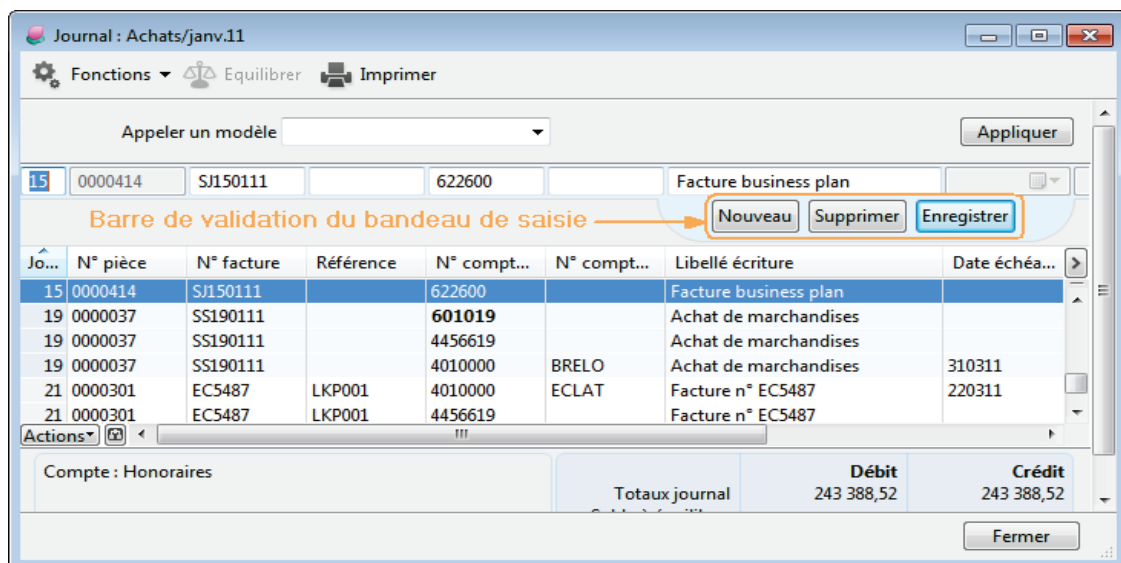 Journal : Achats/janv.11
Fonctions Equilibrer Imprimer
Appeler un modèle Appliquer
15 0000414 SJ150111 622600 Facture business plan
Barre de validation du bandeau de saisie Nouveau Supprimer Enregistrer
Jo... N° pièce N° facture Référence N° compt... N° compt... Libellé écriture Date échéa...
15 0000414 SJ150111 622600 Facture business plan
19 0000037 SS190111 601019 Achat de marchandises
19 0000037 SS190111 4456619 Achat de marchandises
19 0000037 SS190111 4010000 BRELO Achat de marchandises 310311
21 0000301 EC5487 LKP001 4010000 ECLAT Facture n° EC5487 220311
21 0000301 EC5487 LKP001 4456619 Facture n° EC5487
Actions
Compte : Honoraires Débit Crédit
Totaux journal 243 388,52 243 388,52
Fermer